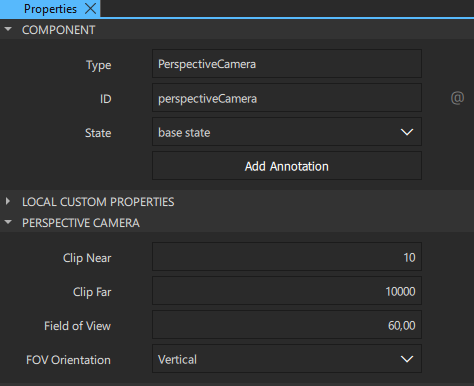 Properties
COMPONENT
Type PerspectiveCamera
ID perspectiveCamera @
State base state
Add Annotation
LOCAL CUSTOM PROPERTIES
PERSPECTIVE CAMERA
Clip Near 10
Clip Far 10000
Field of View 60,00
FOV Orientation Vertical